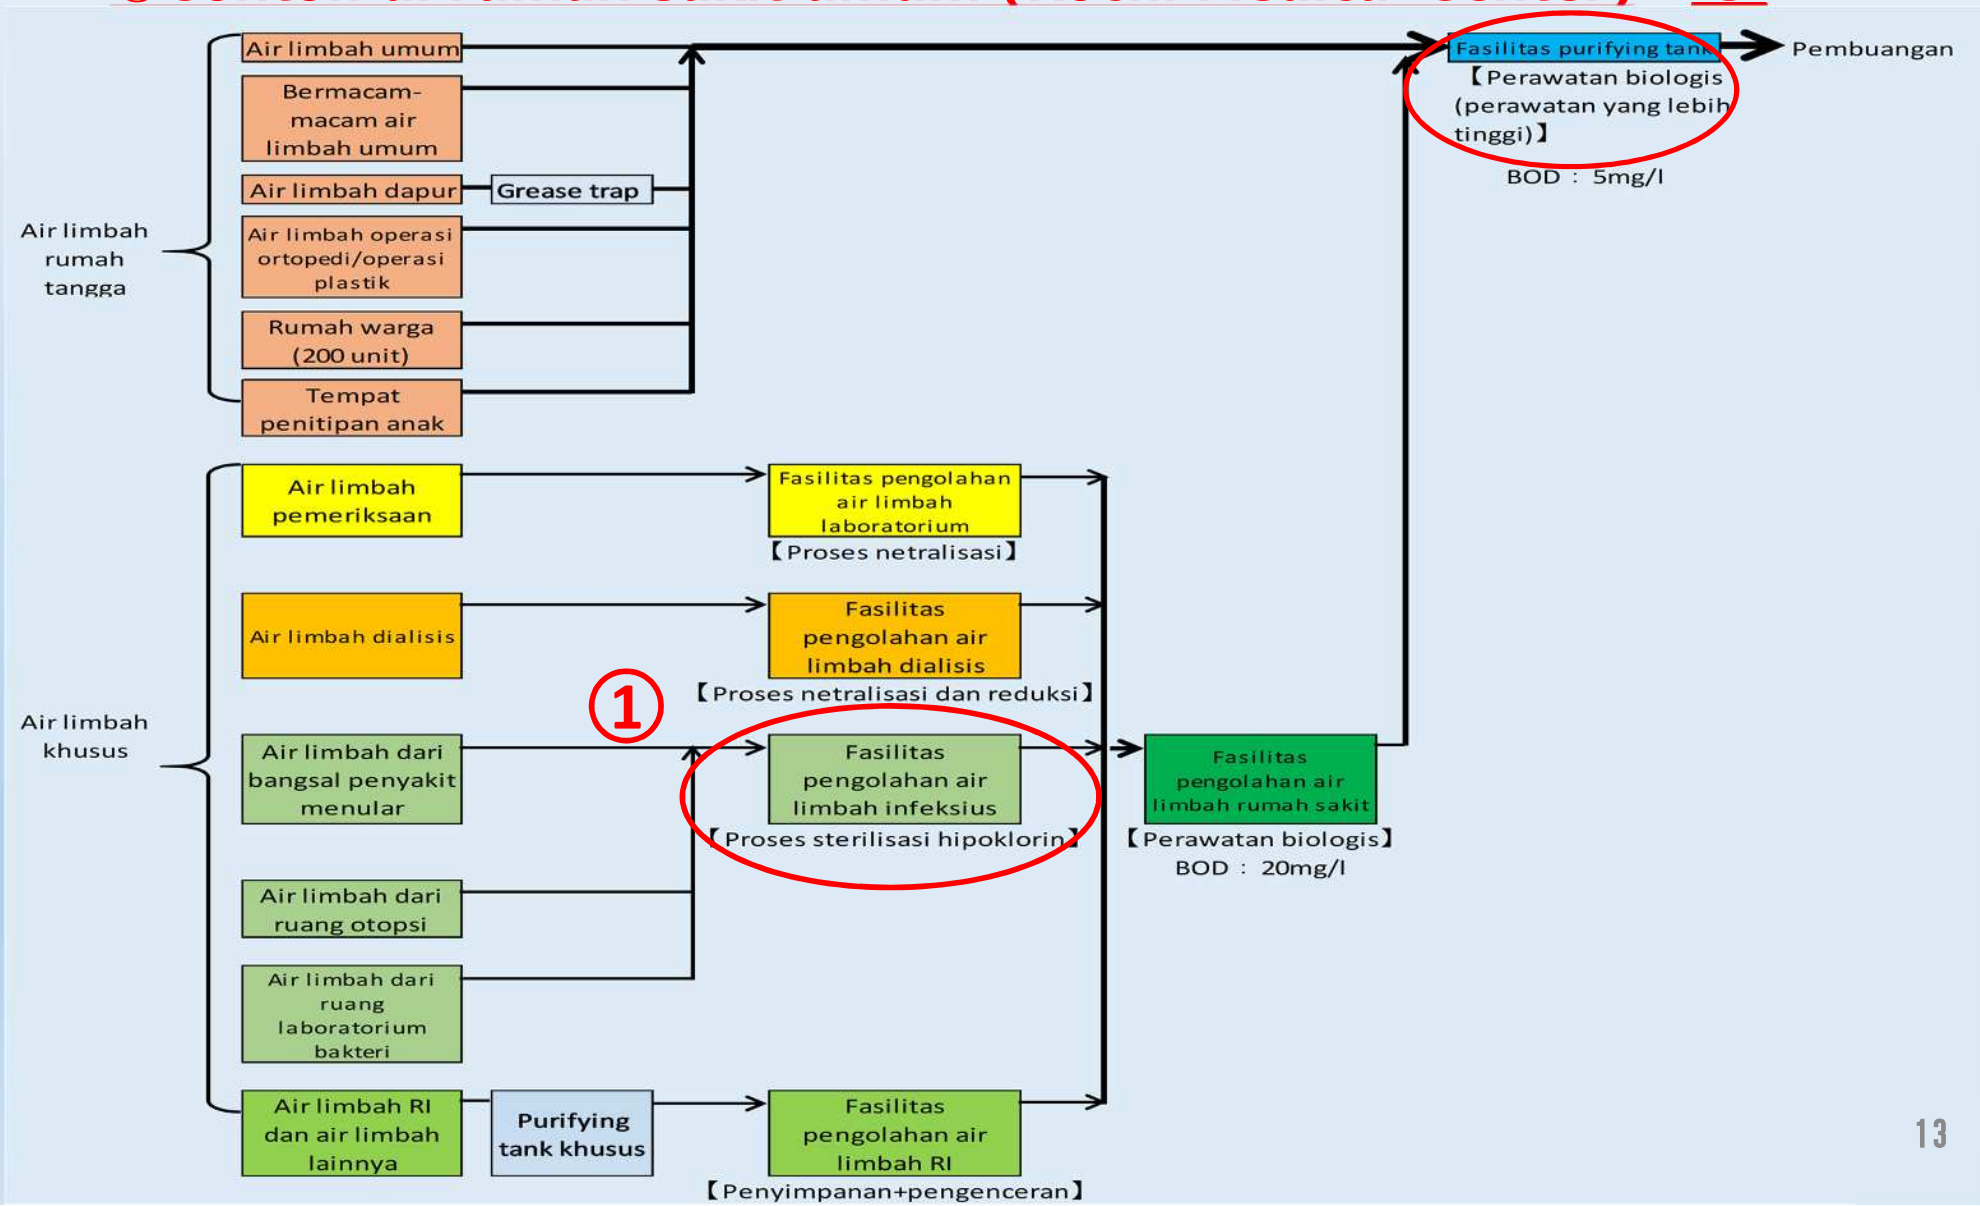 Air limbah umum
Fasilitas purifying tank
Pembuangan
【Perawatan biologis
(perawatan yang lebih
tinggi)】
BOD : 5mg/l
Bermacam-
macam air
limbah umum
Air limbah dapur
Grease trap
Air limbah
rumah
tangga
Air limbah operasi
ortopedi/operasi
plastik
Rumah warga
(200 unit)
Tempat
penitipan anak
Air limbah
pemeriksaan
Fasilitas pengolahan
air limbah
laboratorium
【Proses netralisasi】
Air limbah dialisis
Fasilitas
pengolahan air
limbah dialisis
【Proses netralisasi dan reduksi】
①
Air limbah
khusus
Air limbah dari
bangsal penyakit
menular
Fasilitas
pengolahan air
limbah infeksius
【Proses sterilisasi hipoklorin】
Fasilitas
pengolahan air
limbah rumah sakit
【Perawatan biologis】
BOD : 20mg/l
Air limbah dari
ruang otopsi
Air limbah dari
ruang
laboratorium
bakteri
Air limbah RI
dan air limbah
lainnya
Purifying
tank khusus
Fasilitas
pengolahan air
limbah RI
【Penyimpanan+pengenceran】
13